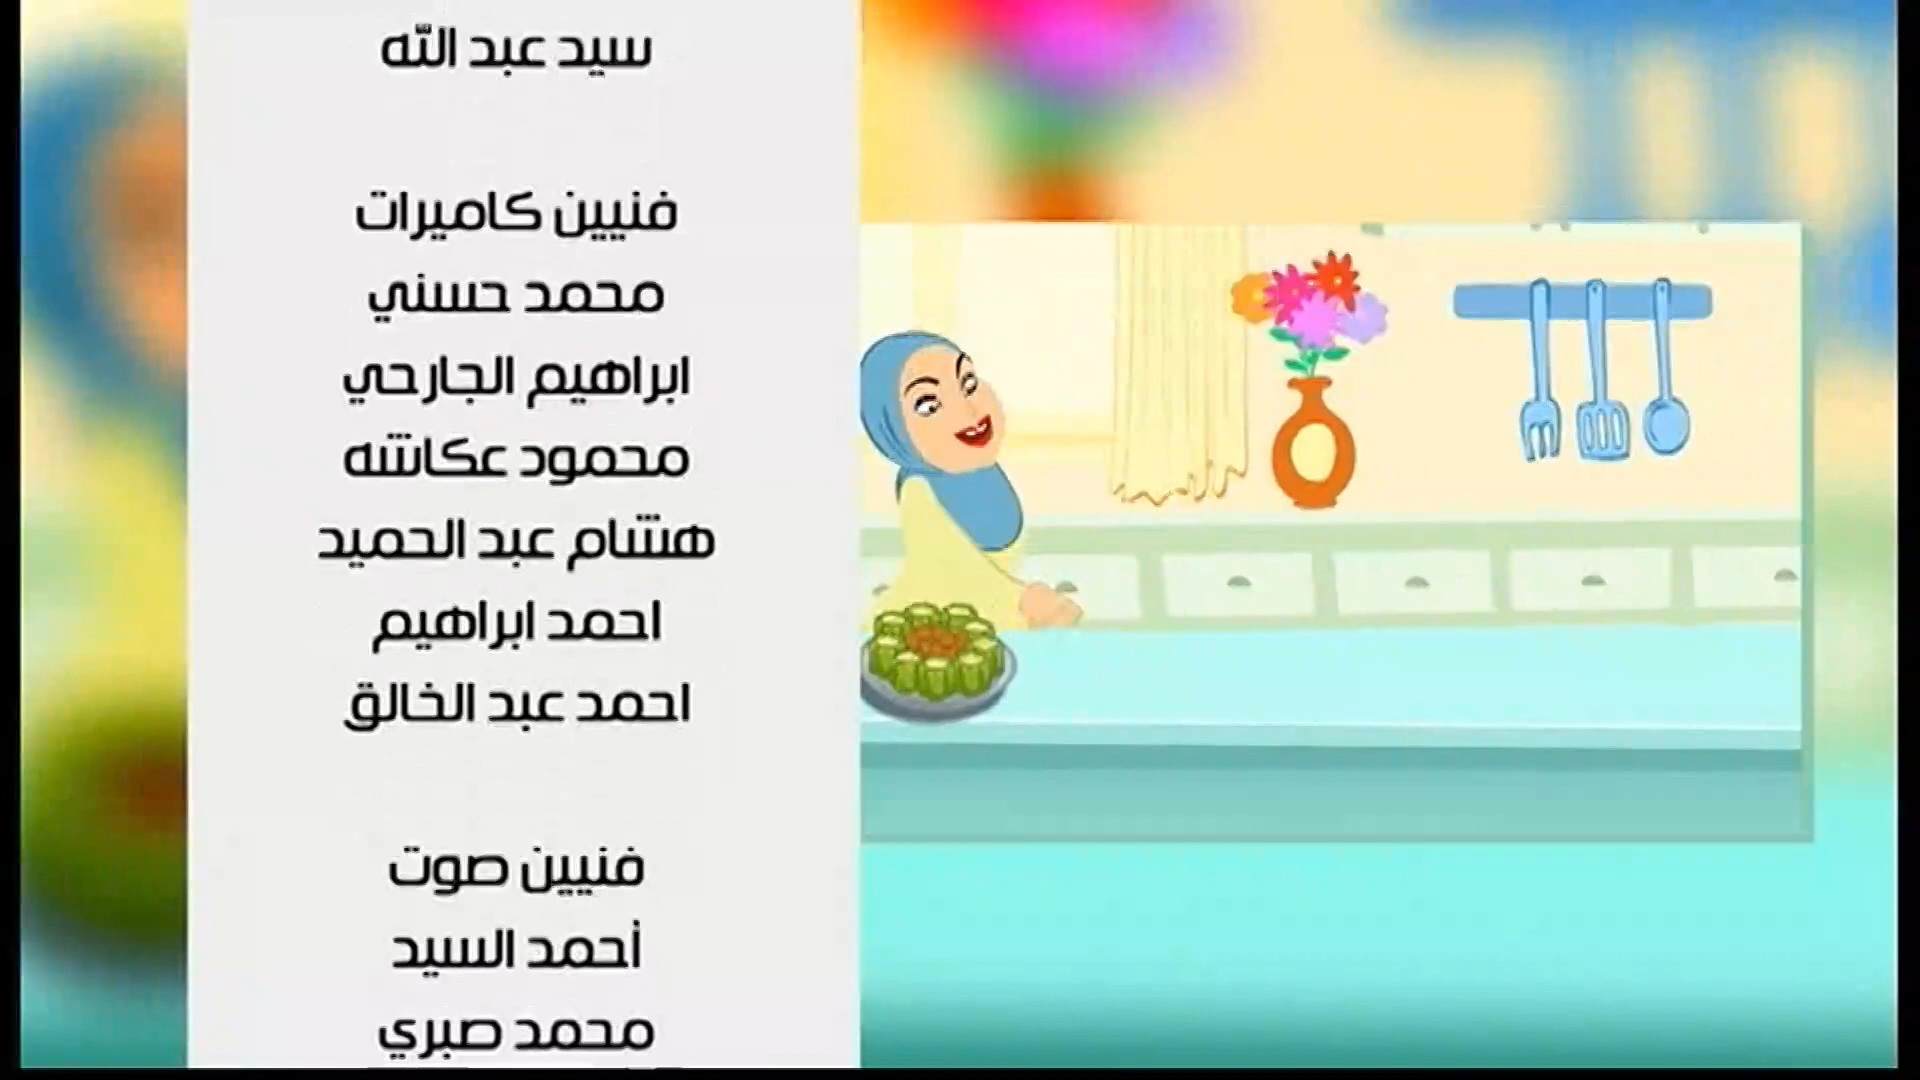 سيد عبد الله
فنيين كاميرات
محمد حسني
ابراهيم الجارحي
محمود عكاشه
هشام عبد الحميد
احمد ابراهيم
احمد عبد الخالق
فنيين صوت
أحمد السيد
محمد صبري